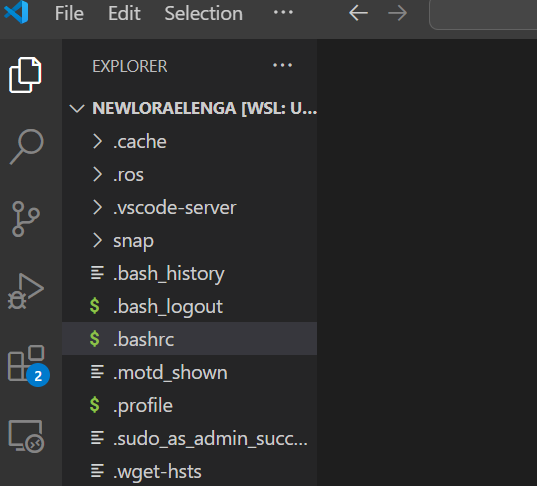 File Edit Selection ···
EXPLORER ···
NEWLORAELENGA [WSL: U...
.cache
.ros
.vscode-server
snap
.bash_history
$ .bash_logout
$ .bashrc
.motd_shown
$ .profile
.sudo_as_admin_succ...
.wget-hsts
2